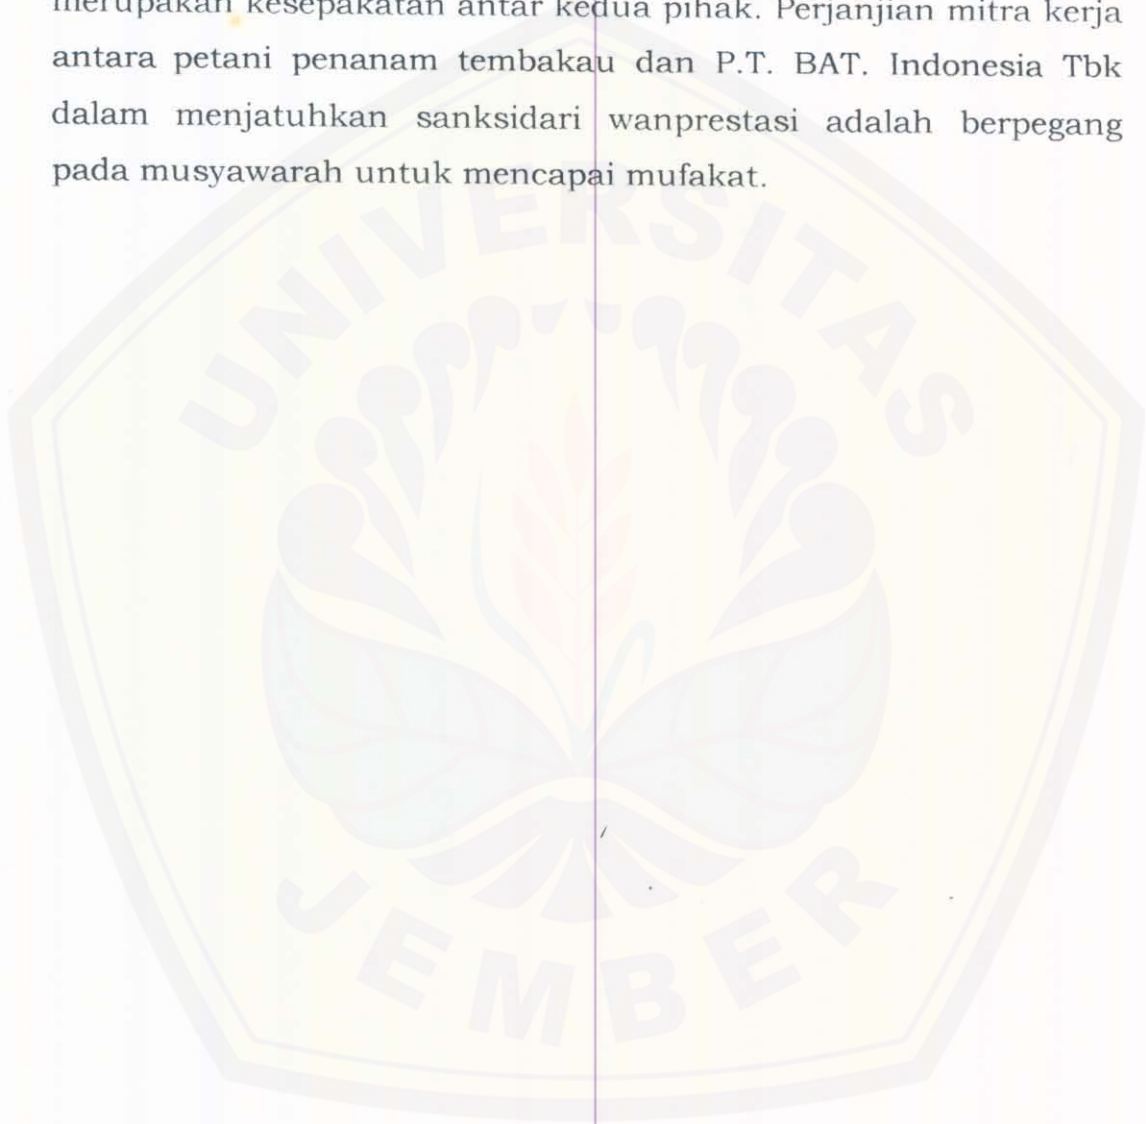 merupakan kesepakatan antar kedua pihak. Perjanjian mitra kerja
antara petani penanam tembakau dan P.T. BAT. Indonesia Tbk
dalam menjatuhkan sanksidari wanprestasi adalah berpegang
pada musyawarah untuk mencapai mufakat.
UNIVERSITAS
JEMBER